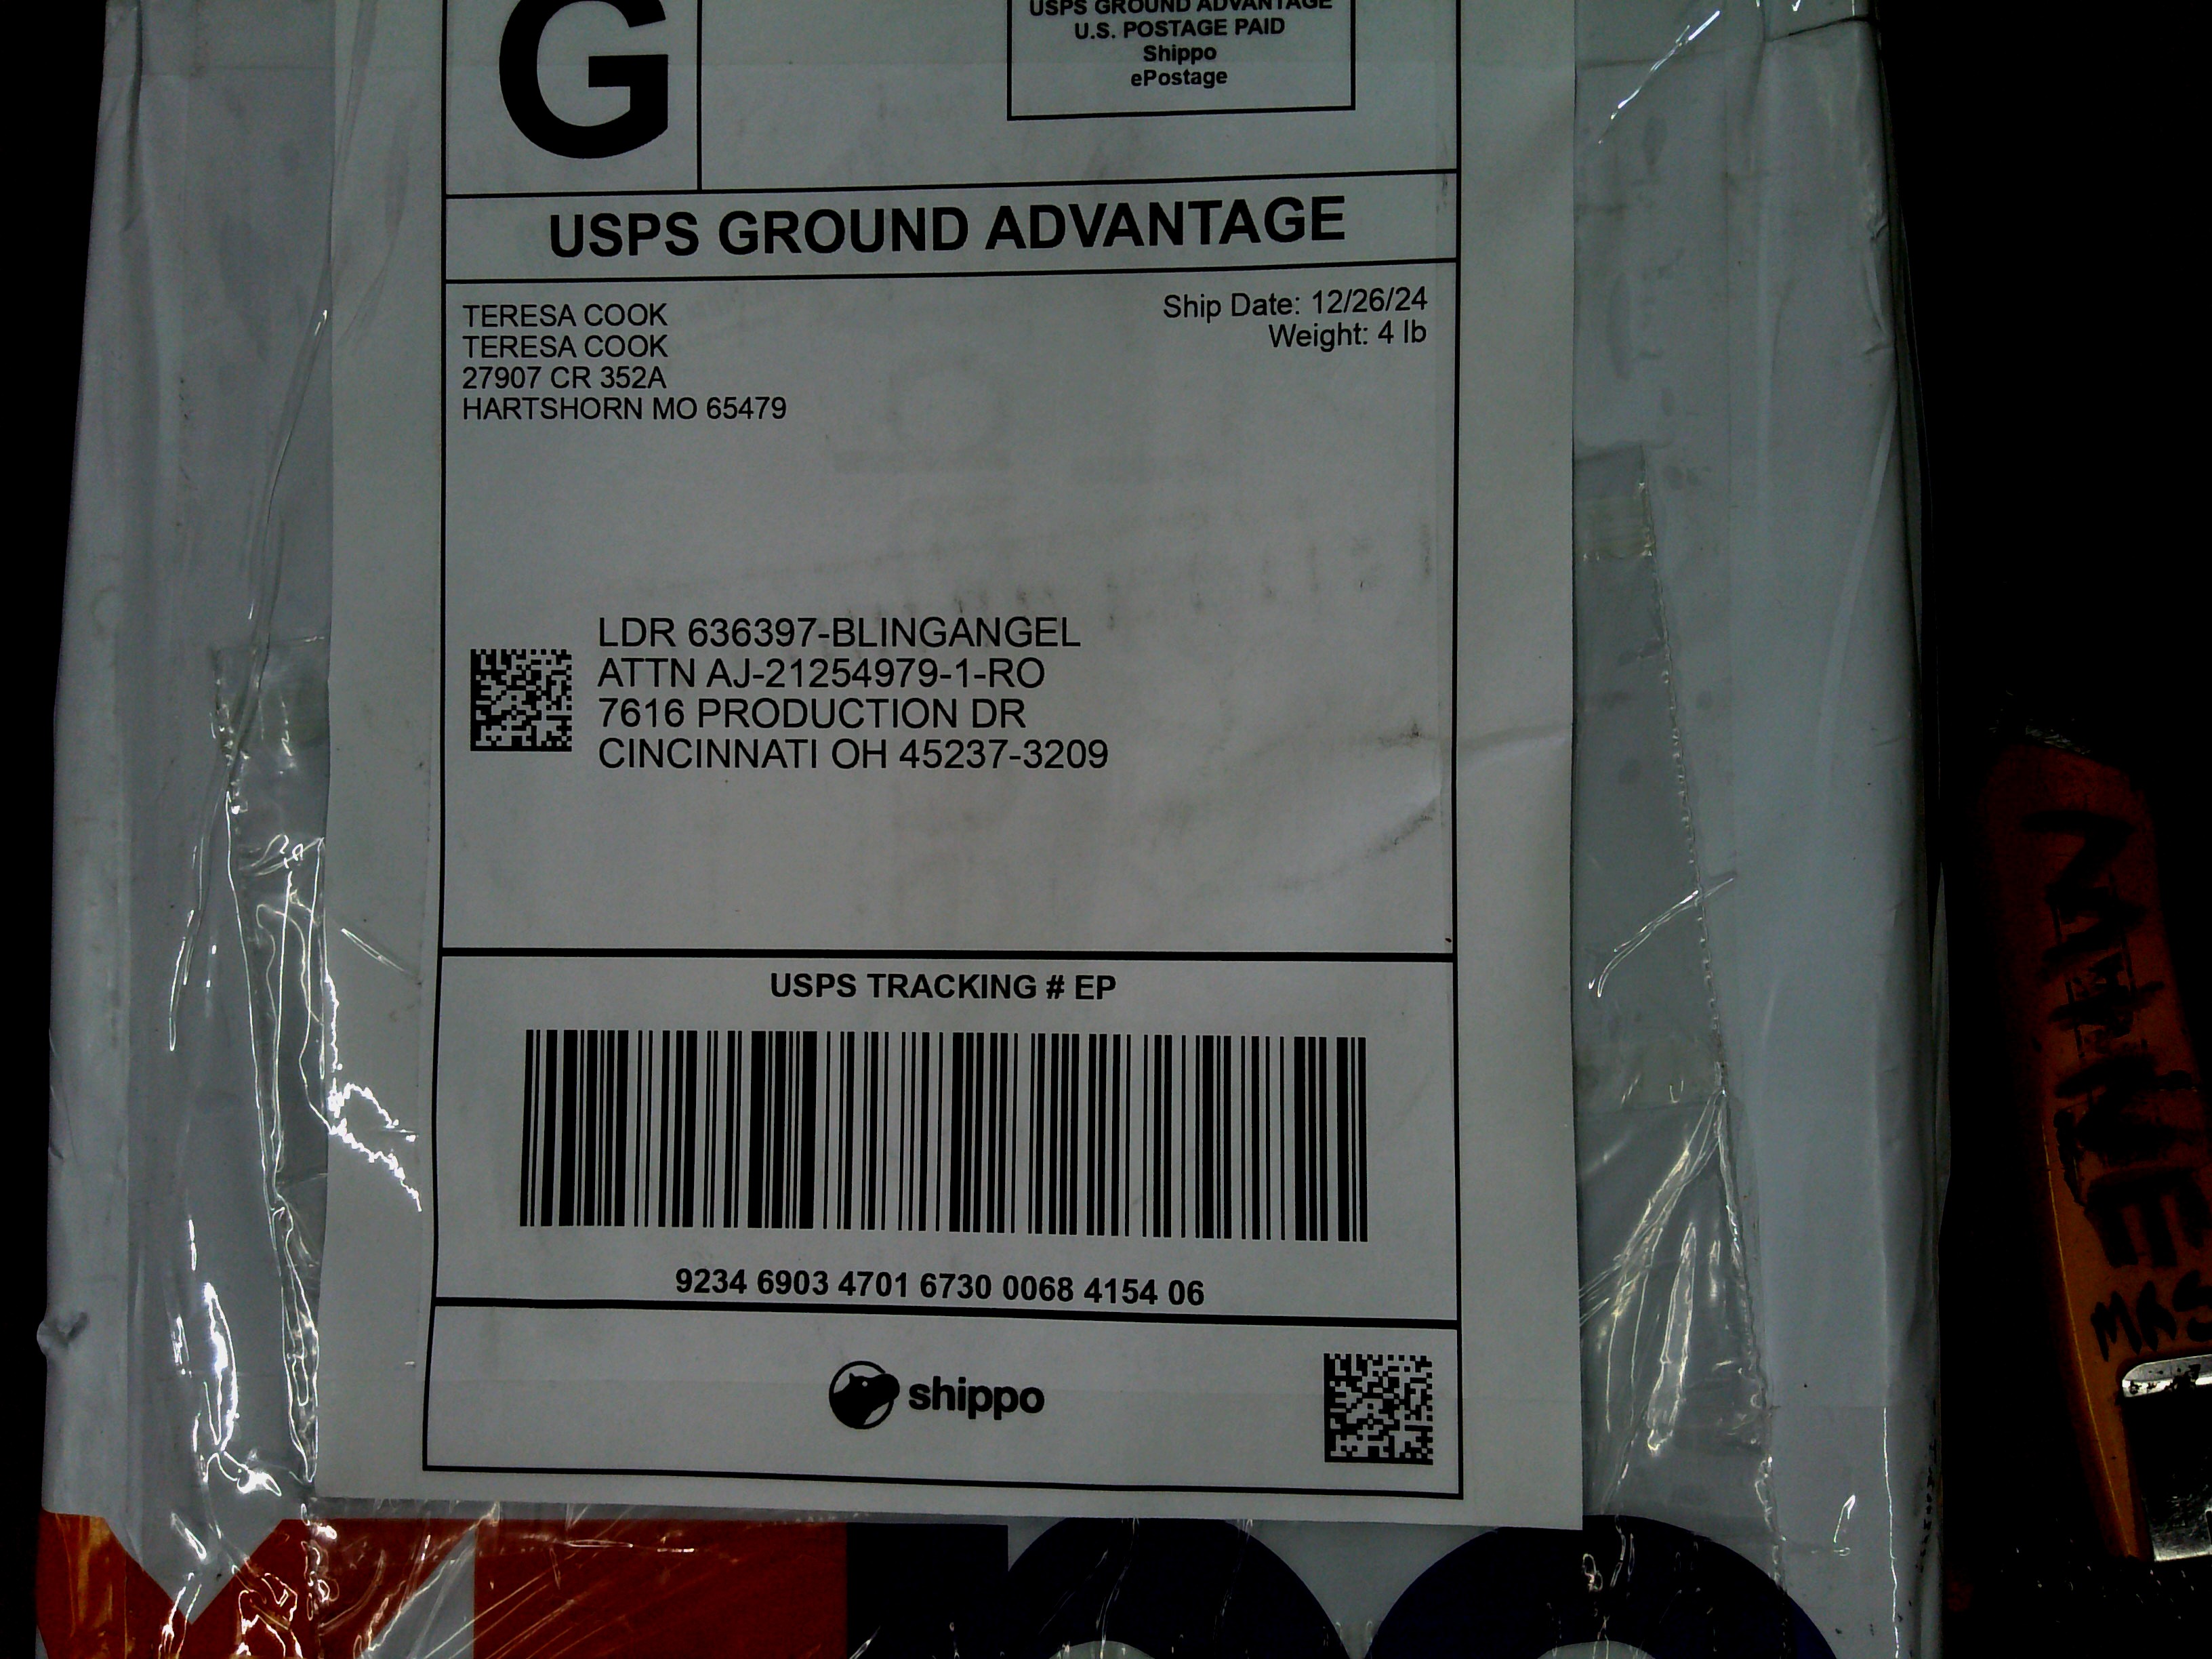 G
USPS GROUND ADVANTAGE
U.S. POSTAGE PAID
Shippo
ePostage
USPS GROUND ADVANTAGE
TERESA COOK
TERESA COOK
27907 CR 352A
HARTSHORN MO 65479
Ship Date: 12/26/24
Weight: 4 lb
LDR 636397-BLINGANGEL
ATTN AJ-21254979-1-RO
7616 PRODUCTION DR
CINCINNATI OH 45237-3209
USPS TRACKING # EP
9234 6903 4701 6730 0068 4154 06
shippo
MIKE